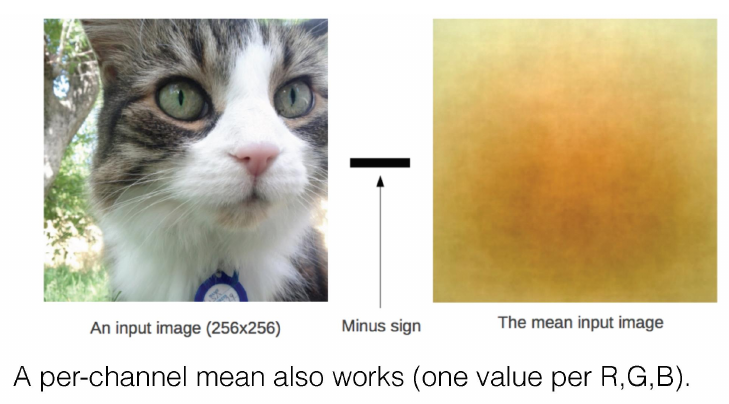 An input image (256x256)
Minus sign
The mean input image
A per-channel mean also works (one value per R,G,B).